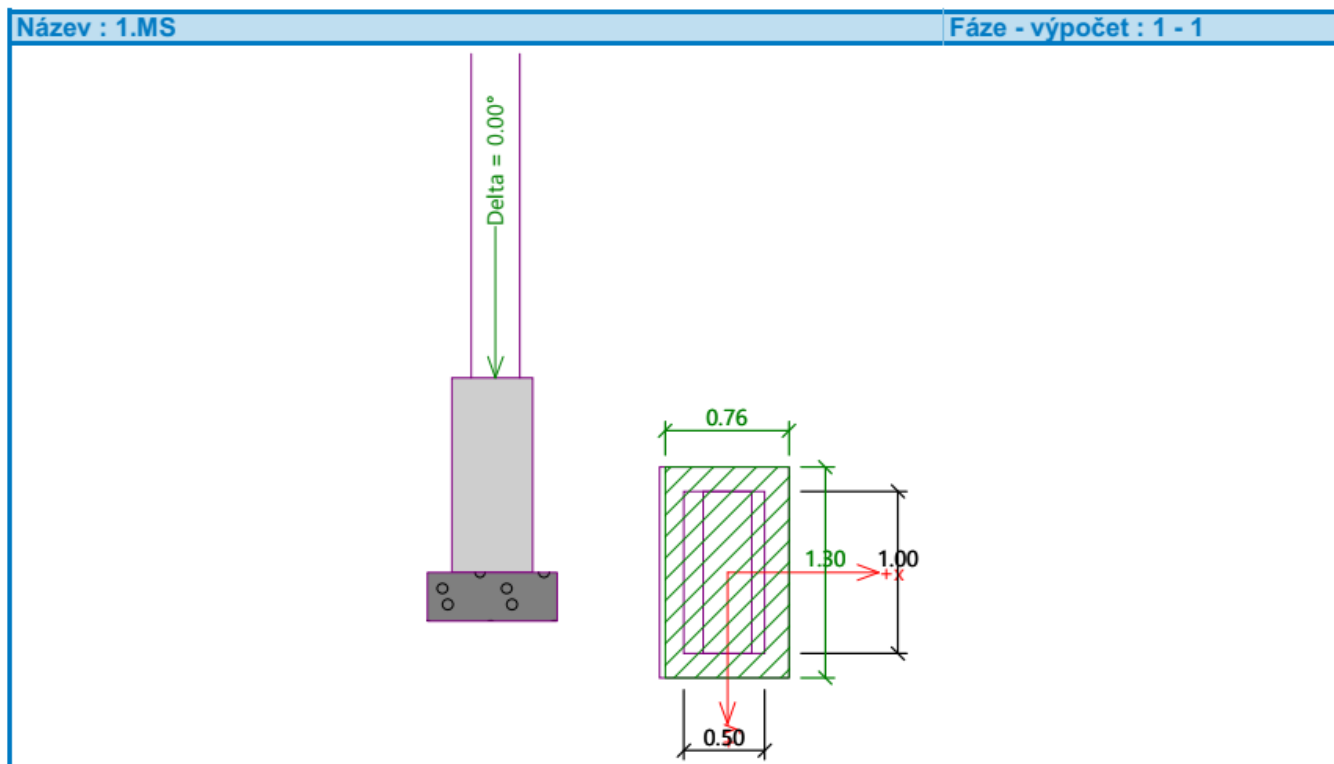 Název : 1.MS
Fáze - výpočet : 1 - 1
Delta = 0.00°
0.76
1.30
1.00
+x
0.50